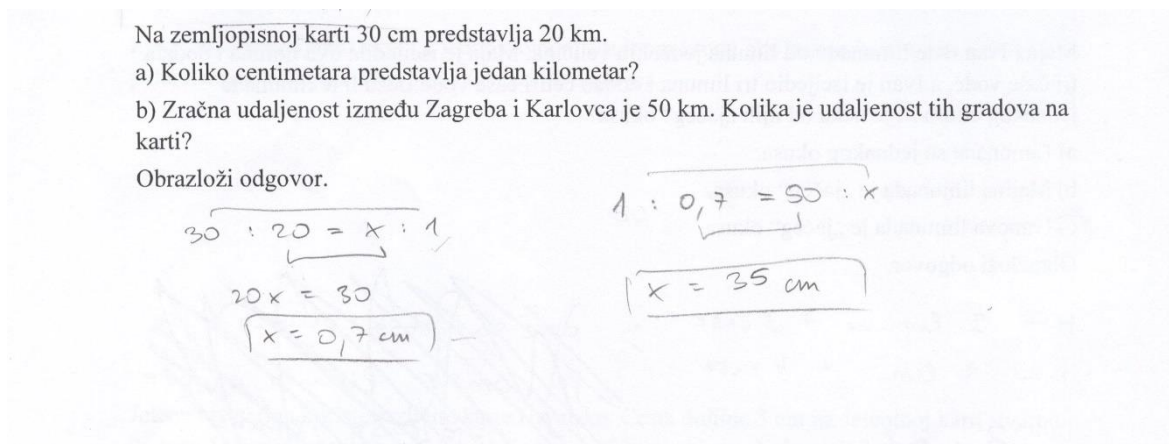 Na zemljopisnoj karti 30 cm predstavlja 20 km.
a) Koliko centimetara predstavlja jedan kilometar?
b) Zračna udaljenost između Zagreba i Karlovca je 50 km. Kolika je udaljenost tih gradova na
karti?
Obrazloži odgovor.
30 : 20 = x : 1
20x = 30
x = 0,7 cm
1 : 0,7 = 50 : x
x = 35 cm